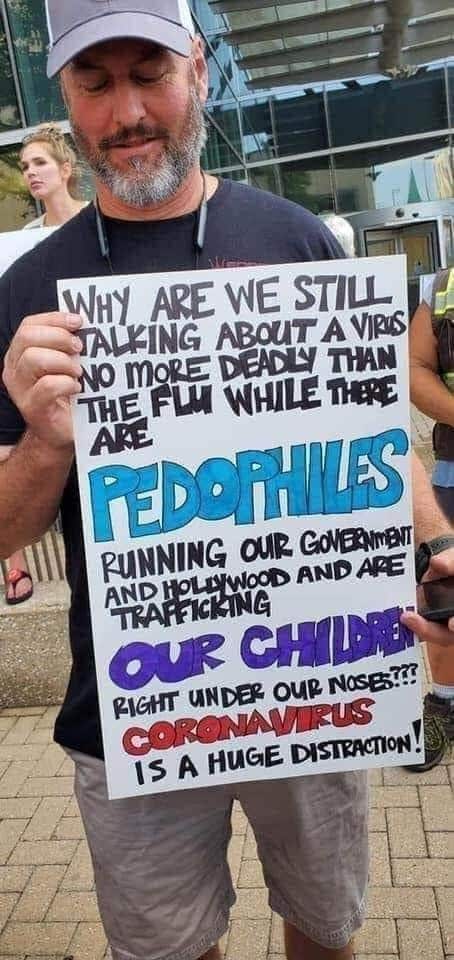 WHY ARE WE STILL
TALKING ABOUT A VIRUS
NO MORE DEADLY THAN
THE FLU WHILE THERE
ARE
PEDOPHILES
RUNNING OUR GOVERNMENT
AND HOLLYWOOD AND ARE
TRAFFICKING
OUR CHILDREN
RIGHT UNDER OUR NOSES???
CORONAVIRUS
IS A HUGE DISTRACTION!